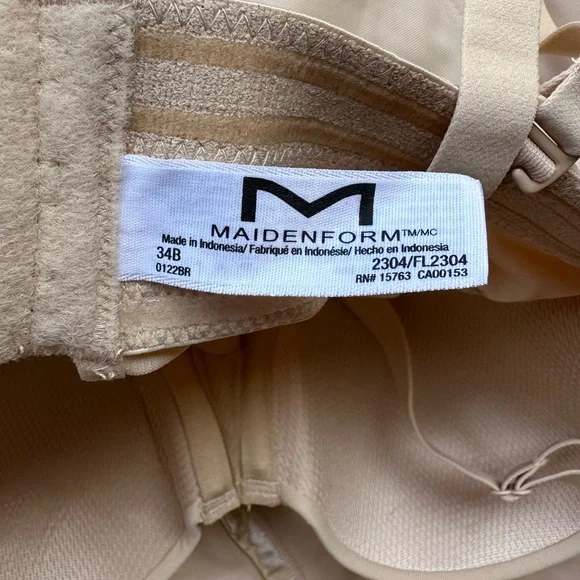 M
MAIDENFORM™/MC
Made in Indonesia/ Fabriqué en Indonésie/ Hecho en Indonesia
34B 2304/FL2304
0122BR RN# 15763 CA00153